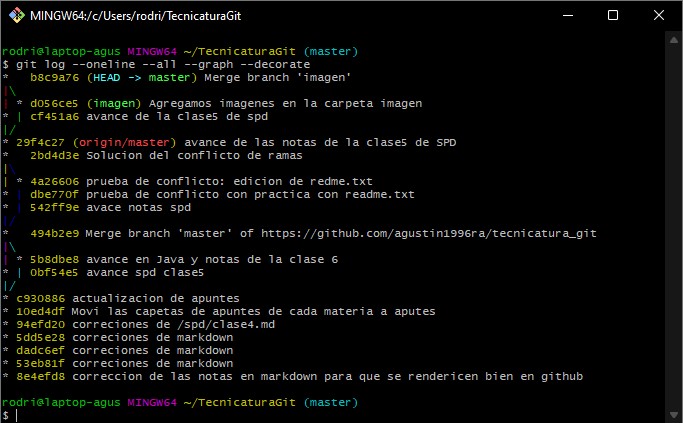 MINGW64:/c/Users/rodri/TecnicaturaGit
rodri@laptop-agus MINGW64 ~/TecnicaturaGit (master)
$ git log --oneline --all --graph --decorate
*   b8c9a76 (HEAD -> master) Merge branch 'imagen'
|\
| * d056ce5 (imagen) Agregamos imagenes en la carpeta imagen
* | cf451a6 avance de la clase5 de spd
|/
* 29f4c27 (origin/master) avance de las notas de la clase5 de SPD
*   2bd4d3e Solucion del conflicto de ramas
|\
| * 4a26606 prueba de conflicto: edicion de redme.txt
* | dbe770f prueba de conflicto con practica con readme.txt
* | 542ff9e avace notas spd
|/
*   494b2e9 Merge branch 'master' of https://github.com/agustin1996ra/tecnicatura_git
|\
| * 5b8dbe8 avance en Java y notas de la clase 6
* | 0bf54e5 avance spd clase5
|/
* c930886 actualizacion de apuntes
* 10ed4df Movi las capetas de apuntes de cada materia a aputes
* 94efd20 correciones de /spd/clase4.md
* 5dd5e28 correciones de markdown
* dadc6ef correciones de markdown
* 53eb81f correciones de markdown
* 8e4efd8 correccion de las notas en markdown para que se rendericen bien en github
rodri@laptop-agus MINGW64 ~/TecnicaturaGit (master)
$